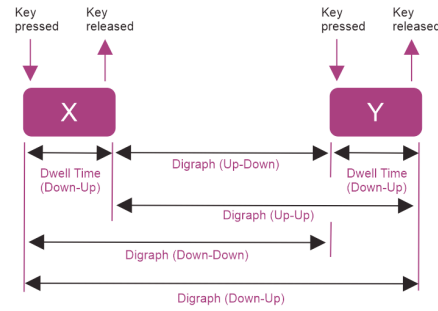 Key pressed
Key released
Key pressed
Key released
X
Y
Dwell Time (Down-Up)
Digraph (Up-Down)
Dwell Time (Down-Up)
Digraph (Up-Up)
Digraph (Down-Down)
Digraph (Down-Up)